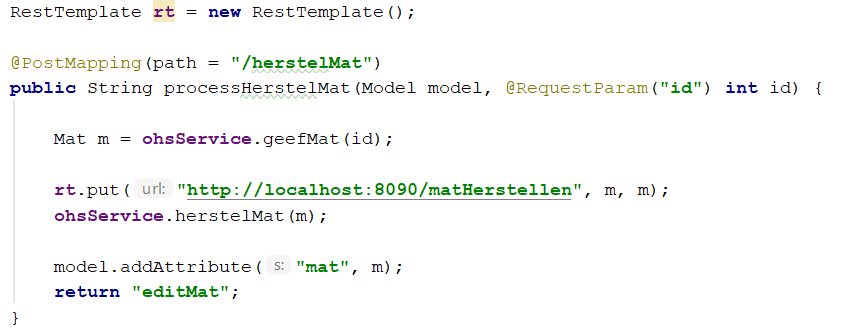 RestTemplate rt = new RestTemplate();
@PostMapping(path = "/herstelMat")
public String processHerstelMat(Model model, @RequestParam("id") int id) {
Mat m = ohsService.geefMat(id);
rt.put( url: "http://localhost:8090/matHerstellen", m, m);
ohsService.herstelMat(m);
model.addAttribute( s: "mat", m);
return "editMat";
}